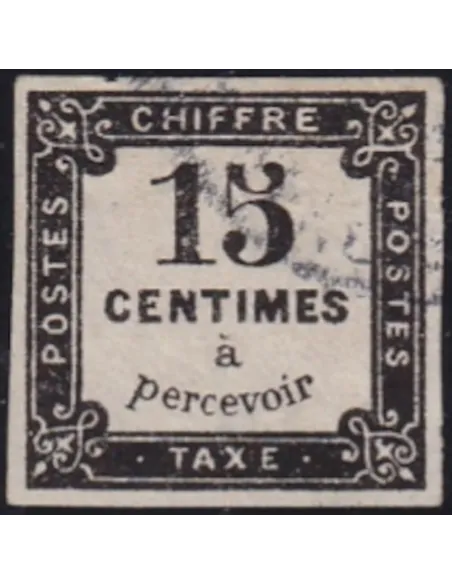 CHIFFRE
POSTES
15
CENTIMES
à
percevoir
POSTES
· TAXE ·